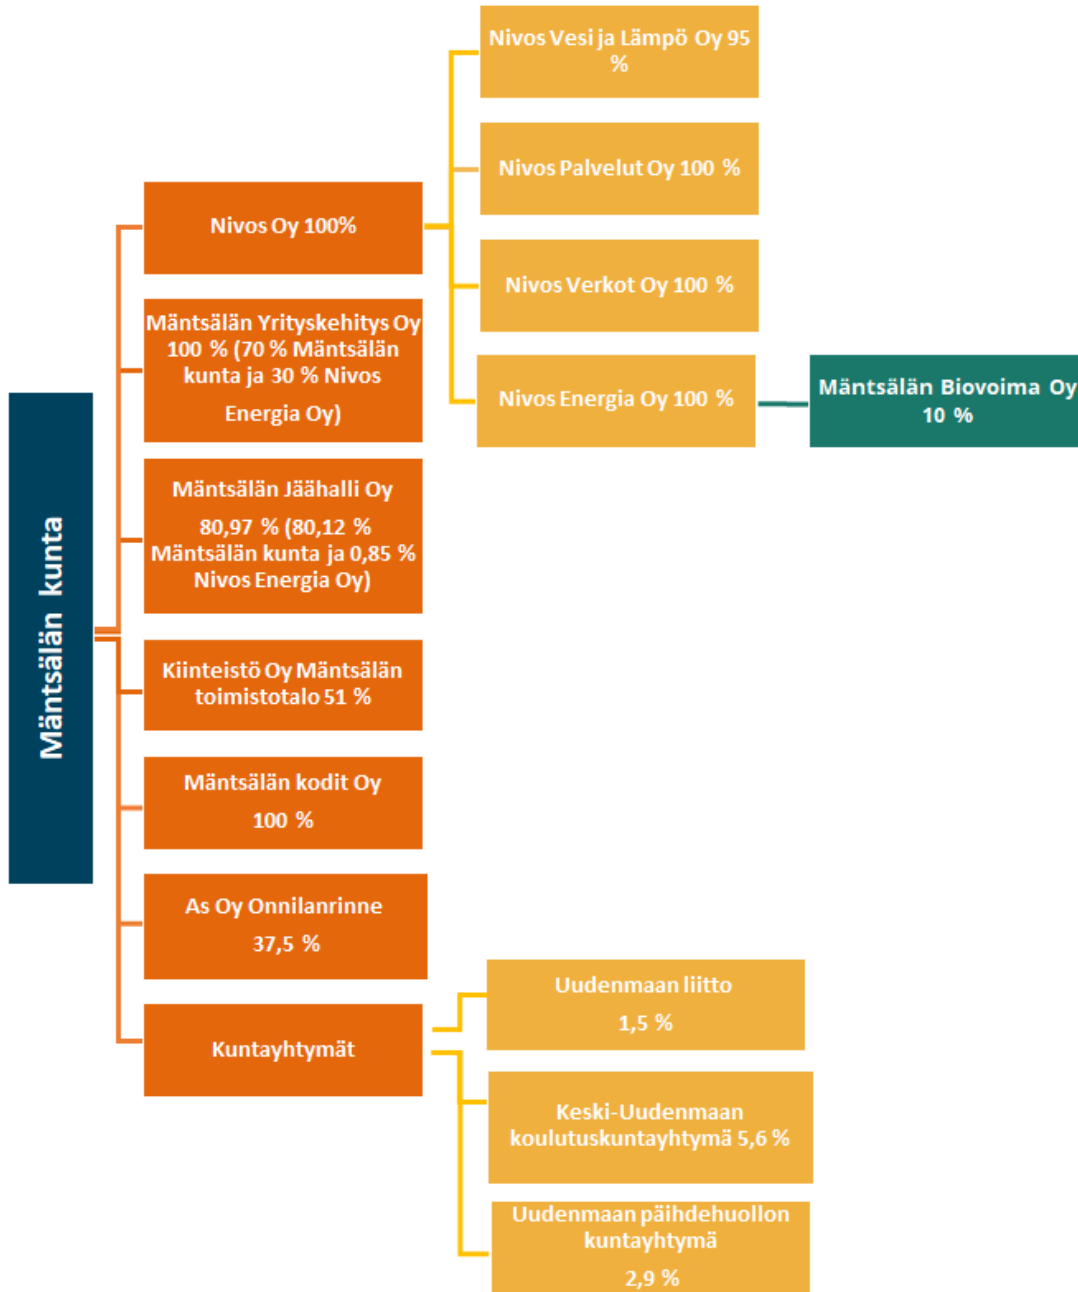 Mäntsälän kunta
Nivos Oy 100%
Mäntsälän Yrityskehitys Oy
100 % (70 % Mäntsälän
kunta ja 30 % Nivos
Energia Oy)
Mäntsälän Jäähalli Oy
80,97 % (80,12 %
Mäntsälän kunta ja 0,85 %
Nivos Energia Oy)
Kiinteistö Oy Mäntsälän
toimistotalo 51 %
Mäntsälän kodit Oy
100 %
As Oy Onnilanrinne
37,5 %
Kuntayhtymät
Nivos Vesi ja Lämpö Oy 95
%
Nivos Palvelut Oy 100 %
Nivos Verkot Oy 100 %
Nivos Energia Oy 100 %
Mäntsälän Biovoima Oy
10 %
Uudenmaan liitto
1,5 %
Keski-Uudenmaan
koulutuskuntayhtymä 5,6 %
Uudenmaan päihdehuollon
kuntayhtymä
2,9 %